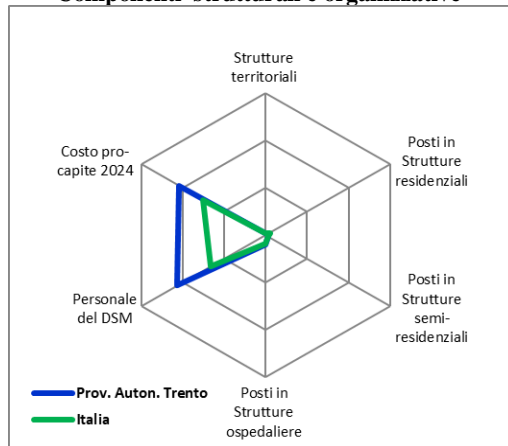 Componenti strutturali e organizzative
Strutture
territoriali
Posti in
Strutture
residenziali
Posti in
Strutture
semi-
residenziali
Posti in
Strutture
ospedaliere
Personale
del DSM
Costo pro-
capite 2024
Prov. Auton. Trento
Italia